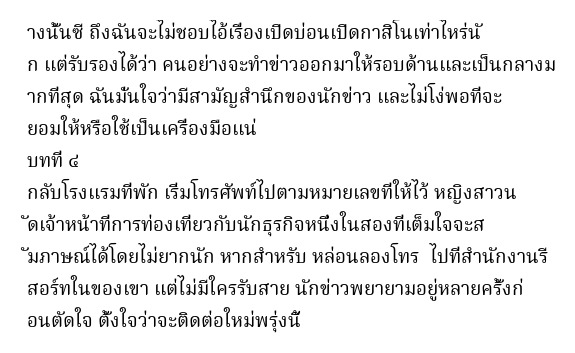 างนั้นซี ถึงฉันจะไม่ชอบไอ้เรื่องเปิดบ่อนเปิดกาสิโนเท่าไหร่นั
ก แต่รับรองได้ว่า คนอย่างจะทำข่าวออกมาให้รอบด้านและเป็นกลางม
ากที่สุด ฉันมั่นใจว่ามีสามัญสำนึกของนักข่าว และไม่โง่พอที่จะ
ยอมให้หรือใช้เป็นเครื่องมือแน่
บทที่ ๔
กลับโรงแรมที่พัก เริ่มโทรศัพท์ไปตามหมายเลขที่ให้ไว้ หญิงสาวน
ัดเจ้าหน้าที่การท่องเที่ยวกับนักธุรกิจหนึ่งในสองที่เต็มใจจะส
ัมภาษณ์ได้โดยไม่ยากนัก หากสำหรับ หล่อนลองโทร  ไปที่สำนักงานรี
สอร์ทในของเขา แต่ไม่มีใครรับสาย นักข่าวพยายามอยู่หลายครั้งก่
อนตัดใจ ตั้งใจว่าจะติดต่อใหม่พรุ่งนี้